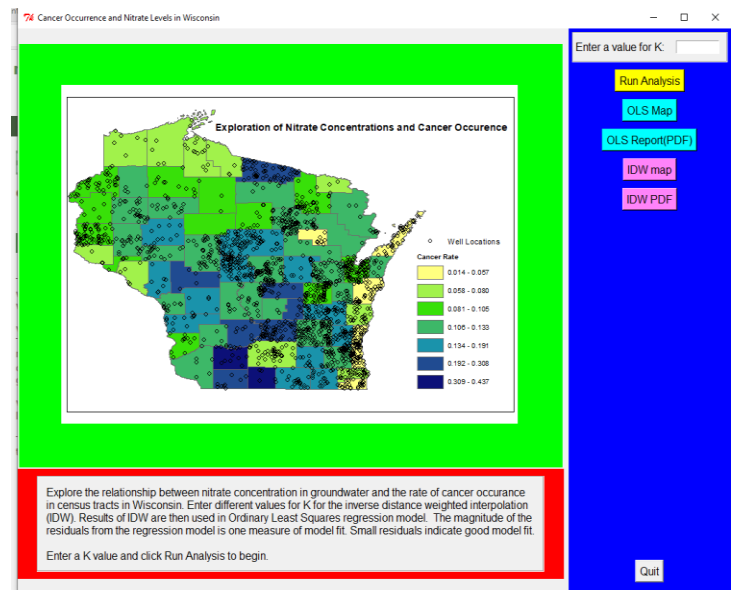 Cancer Occurrence and Nitrate Levels in Wisconsin
Enter a value for K:
Run Analysis
OLS Map
OLS Report(PDF)
IDW map
IDW PDF
Exploration of Nitrate Concentrations and Cancer Occurence
Well Locations
Cancer Rate
0.014 - 0.057
0.058 - 0.080
0.081 - 0.105
0.106 - 0.133
0.134 - 0.191
0.192 - 0.308
0.309 - 0.437
Explore the relationship between nitrate concentration in groundwater and the rate of cancer occurance
in census tracts in Wisconsin. Enter different values for K for the inverse distance weighted interpolation
(IDW). Results of IDW are then used in Ordinary Least Squares regression model. The magnitude of the
residuals from the regression model is one measure of model fit. Small residuals indicate good model fit.
Enter a K value and click Run Analysis to begin.
Quit